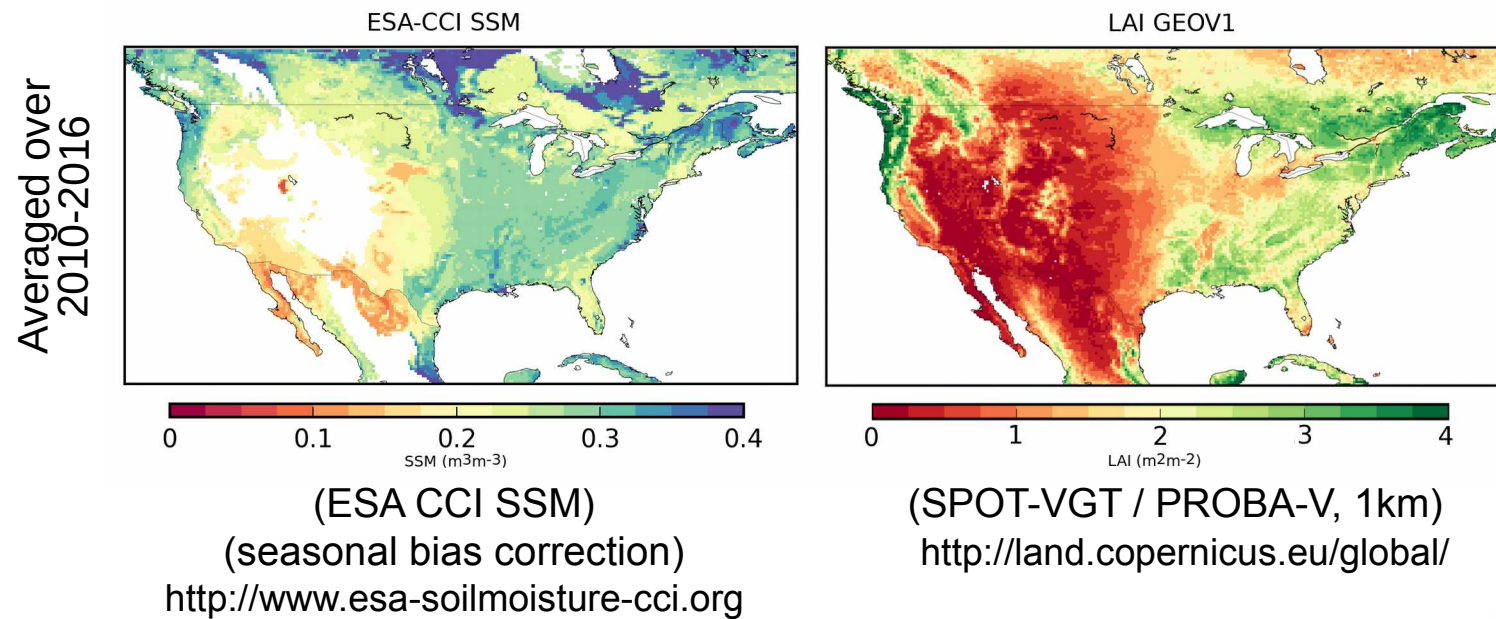 ESA-CCI SSM
LAI GEOV1
Averaged over
2010-2016
0 0.1 0.2 0.3 0.4
SSM (m3m-3)
0 1 2 3 4
LAI (m2m-2)
(ESA CCI SSM)
(seasonal bias correction)
http://www.esa-soilmoisture-cci.org
(SPOT-VGT / PROBA-V, 1km)
http://land.copernicus.eu/global/